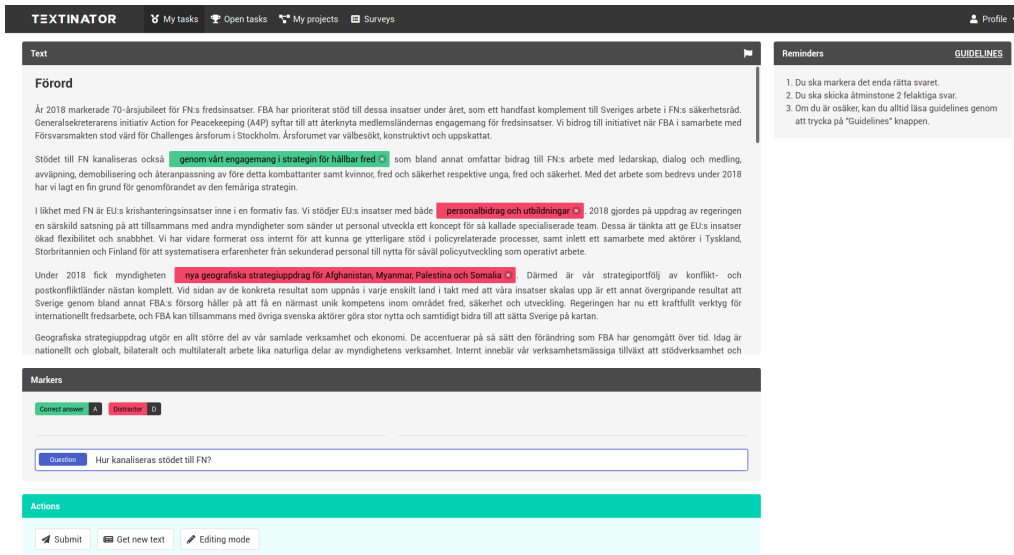 TEXTINATOR My tasks Open tasks My projects Surveys Profile
Text
Förord
År 2018 markerade 70-årsjubileet för FN:s fredsinsatser. FBA har prioriterat stöd till dessa insatser under året, som ett handfast komplement till Sveriges arbete i FN:s säkerhetsråd.
Generalsekreterarens initiativ Action for Peacekeeping (A4P) syftar till att återknyta medlemsländernas engagemang för fredsinsatser. Vi bidrog till initiativet när FBA i samarbete med
Försvarsmakten stod värd för Challenges årsforum i Stockholm. Årsforumet var välbesökt, konstruktivt och uppskattat.
Stödet till FN kanaliseras också genom vårt engagemang i strategin för hållbar fred som bland annat omfattar bidrag till FN:s arbete med ledarskap, dialog och medling,
avväpning, demobilisering och återanpassning av före detta kombattanter samt kvinnor, fred och säkerhet respektive unga, fred och säkerhet. Med det arbete som bedrevs under 2018
har vi lagt en fin grund för genomförandet av den femåriga strategin.
I likhet med FN är EU:s krishanteringsinsatser inne i en formativ fas. Vi stödjer EU:s insatser med både personalbidrag och utbildningar . 2018 gjordes på uppdrag av regeringen
en särskild satsning på att tillsammans med andra myndigheter som sänder ut personal utveckla ett koncept för så kallade specialiserade team. Dessa är tänkta att ge EU:s insatser
ökad flexibilitet och snabbhet. Vi har vidare formerat oss internt för att kunna ge ytterligare stöd i policyrelaterade processer, samt inlett ett samarbete med aktörer i Tyskland,
Storbritannien och Finland för att systematisera erfarenheter från sekunderad personal till nytta för såväl policyutveckling som operativt arbete.
Under 2018 fick myndigheten nya geografiska strategiuppdrag för Afghanistan, Myanmar, Palestina och Somalia . Därmed är vår strategiportfölj av konflikt- och
postkonfliktländer nästan komplett. Vid sidan av de konkreta resultat som uppnås i varje enskilt land i takt med att våra insatser skalas upp är ett annat övergripande resultat att
Sverige genom bland annat FBA:s försorg håller på att få en närmast unik kompetens inom området fred, säkerhet och utveckling. Regeringen har nu ett kraftfullt verktyg för
internationellt fredsarbete, och FBA kan tillsammans med övriga svenska aktörer göra stor nytta och samtidigt bidra till att sätta Sverige på kartan.
Geografiska strategiuppdrag utgör en allt större del av vår samlade verksamhet och ekonomi. De accentuerar på så sätt den förändring som FBA har genomgått över tid. Idag är
nationellt och globalt, bilateralt och multilateralt arbete lika naturliga delar av myndighetens verksamhet. Internt innebär vår verksamhetsmässiga tillväxt att stödverksamhet och
Reminders GUIDELINES
1. Du ska markera det enda rätta svaret.
2. Du ska skicka åtminstone 2 felaktiga svar.
3. Om du är osäker, kan du alltid läsa guidelines genom
att trycka på "Guidelines" knappen.
Markers
Correct answer A Distractor D
Question Hur kanaliseras stödet till FN?
Actions
Submit Get new text Editing mode